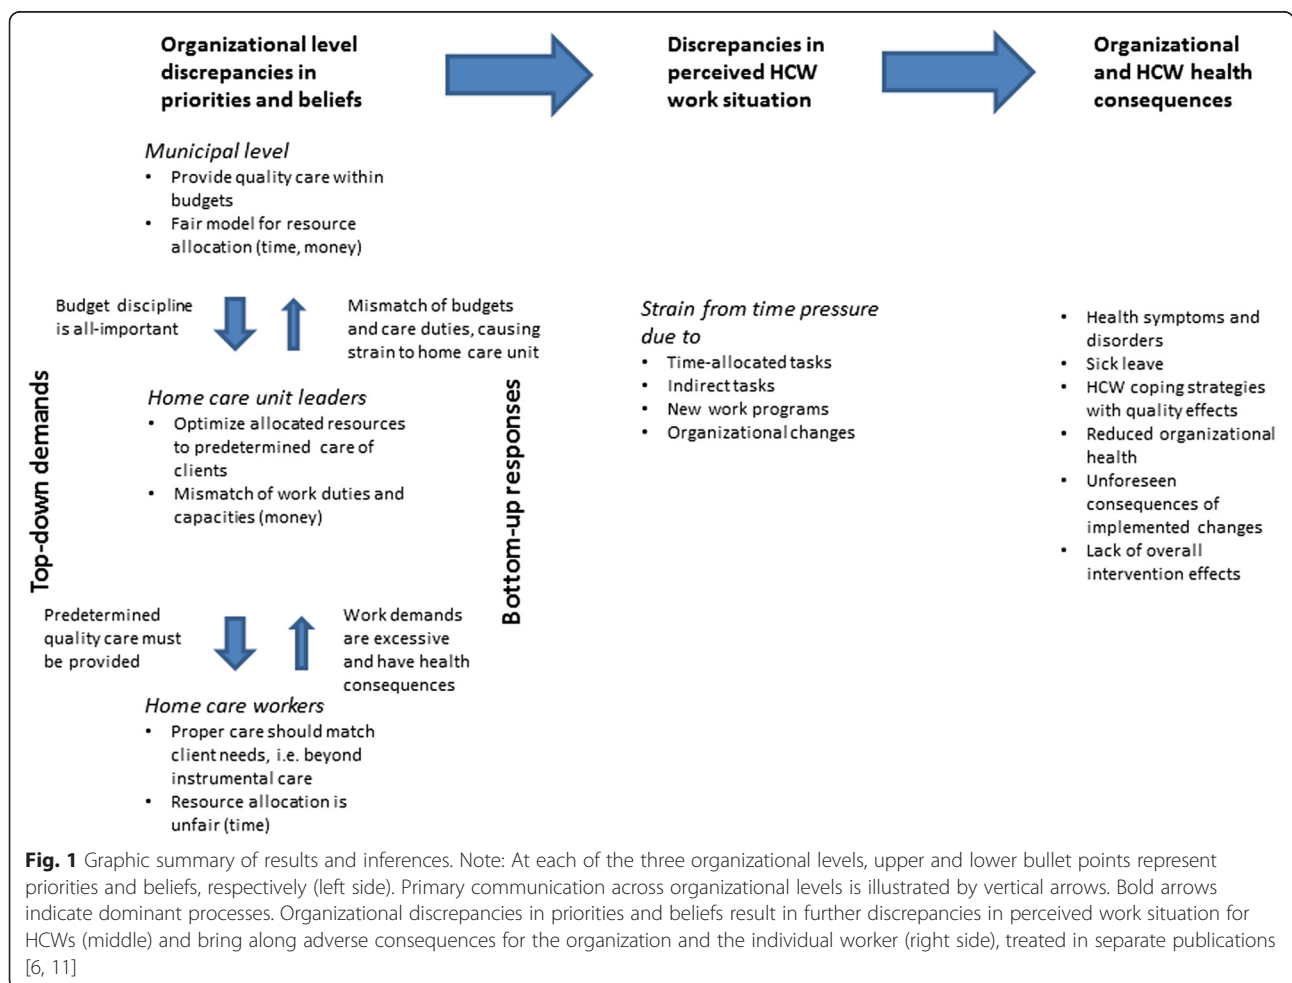 Organizational level
discrepancies in
priorities and beliefs
Discrepancies in
perceived HCW
work situation
Organizational
and HCW health
consequences
Municipal level
• Provide quality care within
budgets
• Fair model for resource
allocation (time, money)
Budget discipline
is all-important
Mismatch of budgets
and care duties, causing
strain to home care unit
Top-down demands
Home care unit leaders
• Optimize allocated resources
to predetermined care of
clients
• Mismatch of work duties and
capacities (money)
Bottom-up responses
Predetermined
quality care must
be provided
Work demands
are excessive
and have health
consequences
Home care workers
• Proper care should match
client needs, i.e. beyond
instrumental care
• Resource allocation is
unfair (time)
Strain from time pressure
due to
• Time-allocated tasks
• Indirect tasks
• New work programs
• Organizational changes
• Health symptoms and
disorders
• Sick leave
• HCW coping strategies
with quality effects
• Reduced organizational
health
• Unforeseen
consequences of
implemented changes
• Lack of overall
intervention effects
Fig. 1 Graphic summary of results and inferences. Note: At each of the three organizational levels, upper and lower bullet points represent
priorities and beliefs, respectively (left side). Primary communication across organizational levels is illustrated by vertical arrows. Bold arrows
indicate dominant processes. Organizational discrepancies in priorities and beliefs result in further discrepancies in perceived work situation for
HCWs (middle) and bring along adverse consequences for the organization and the individual worker (right side), treated in separate publications
[6, 11]